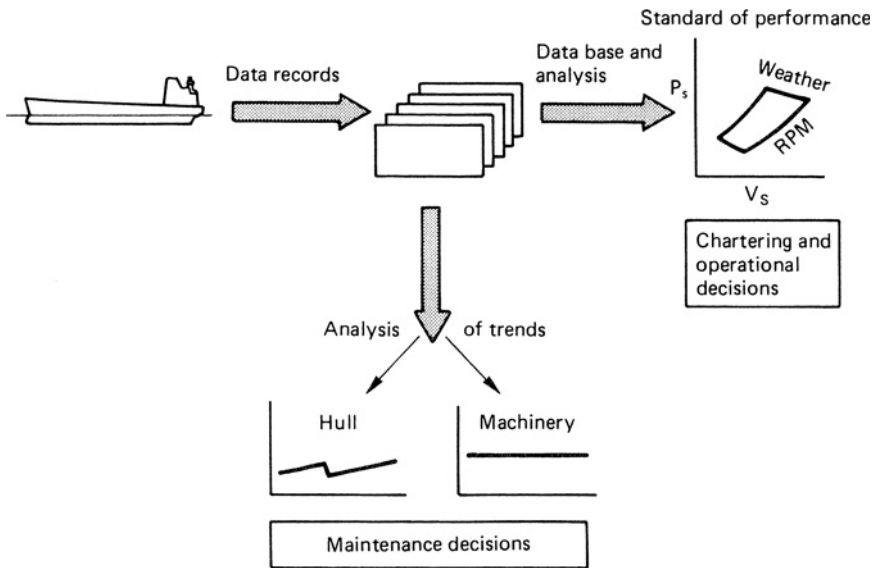 Standard of performance
Data records
Data base and
analysis
Ps
Weather
RPM
VS
Chartering and
operational
decisions
Analysis of trends
Hull
Machinery
Maintenance decisions